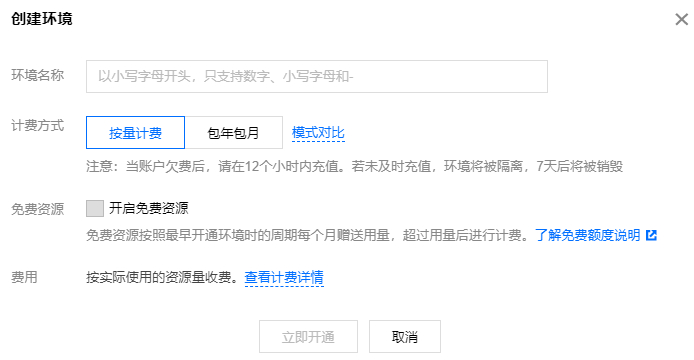 创建环境
环境名称
以小写字母开头，只支持数字、小写字母和-
计费方式
按量计费
包年包月
模式对比
注意：当账户欠费后，请在12个小时内充值。若未及时充值，环境将被隔离，7天后将被销毁
免费资源
开启免费资源
免费资源按照最早开通环境时的周期每个月赠送用量，超过用量后进行计费。了解免费额度说明
费用
按实际使用的资源量收费。查看计费详情
立即开通
取消